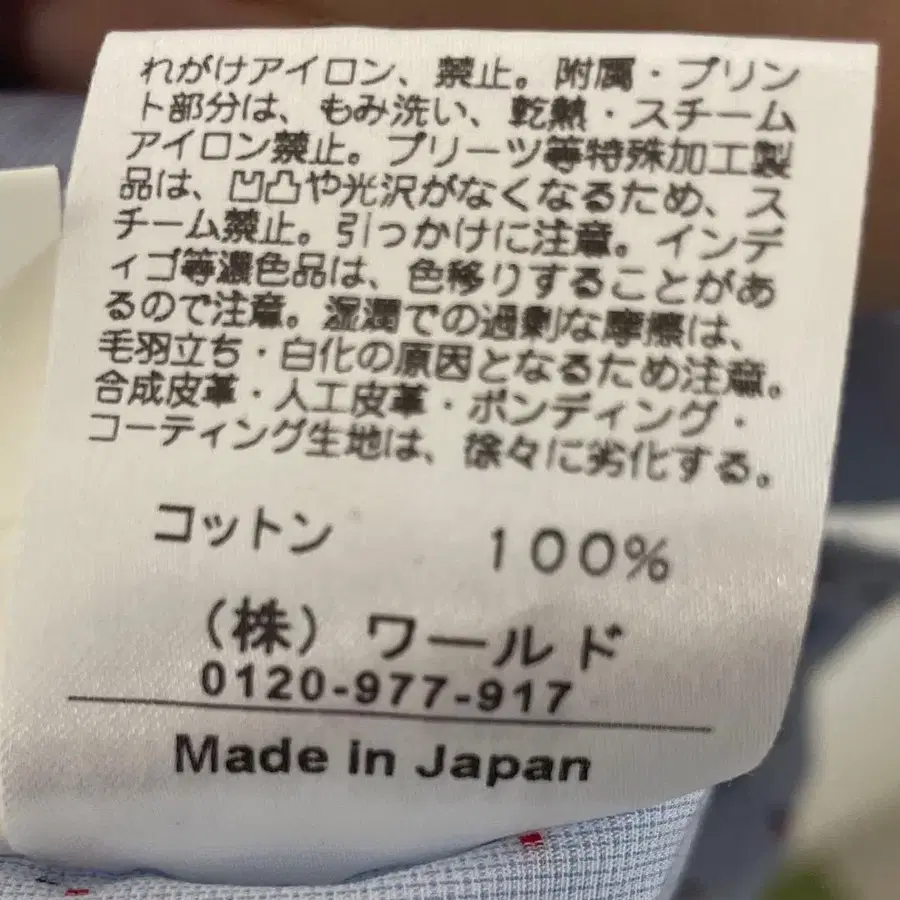 れがけアイロン、禁止。附属・プリン
ト部分は、もみ洗い、乾熱・スチーム
アイロン禁止。プリーツ等特殊加工製
品は、凹凸や光沢がなくなるため、ス
チーム禁止。引っかけに注意。インデ
ィゴ等濃色品は、色移りすることがあ
るので注意。湿潤での過剰な摩擦は、
毛羽立ち・白化の原因となるため注意。
合成皮革・人工皮革・ボンディング・
コーティング生地は、徐々に劣化する。
コットン 100%
(株) ワールド
0120-977-917
Made in Japan